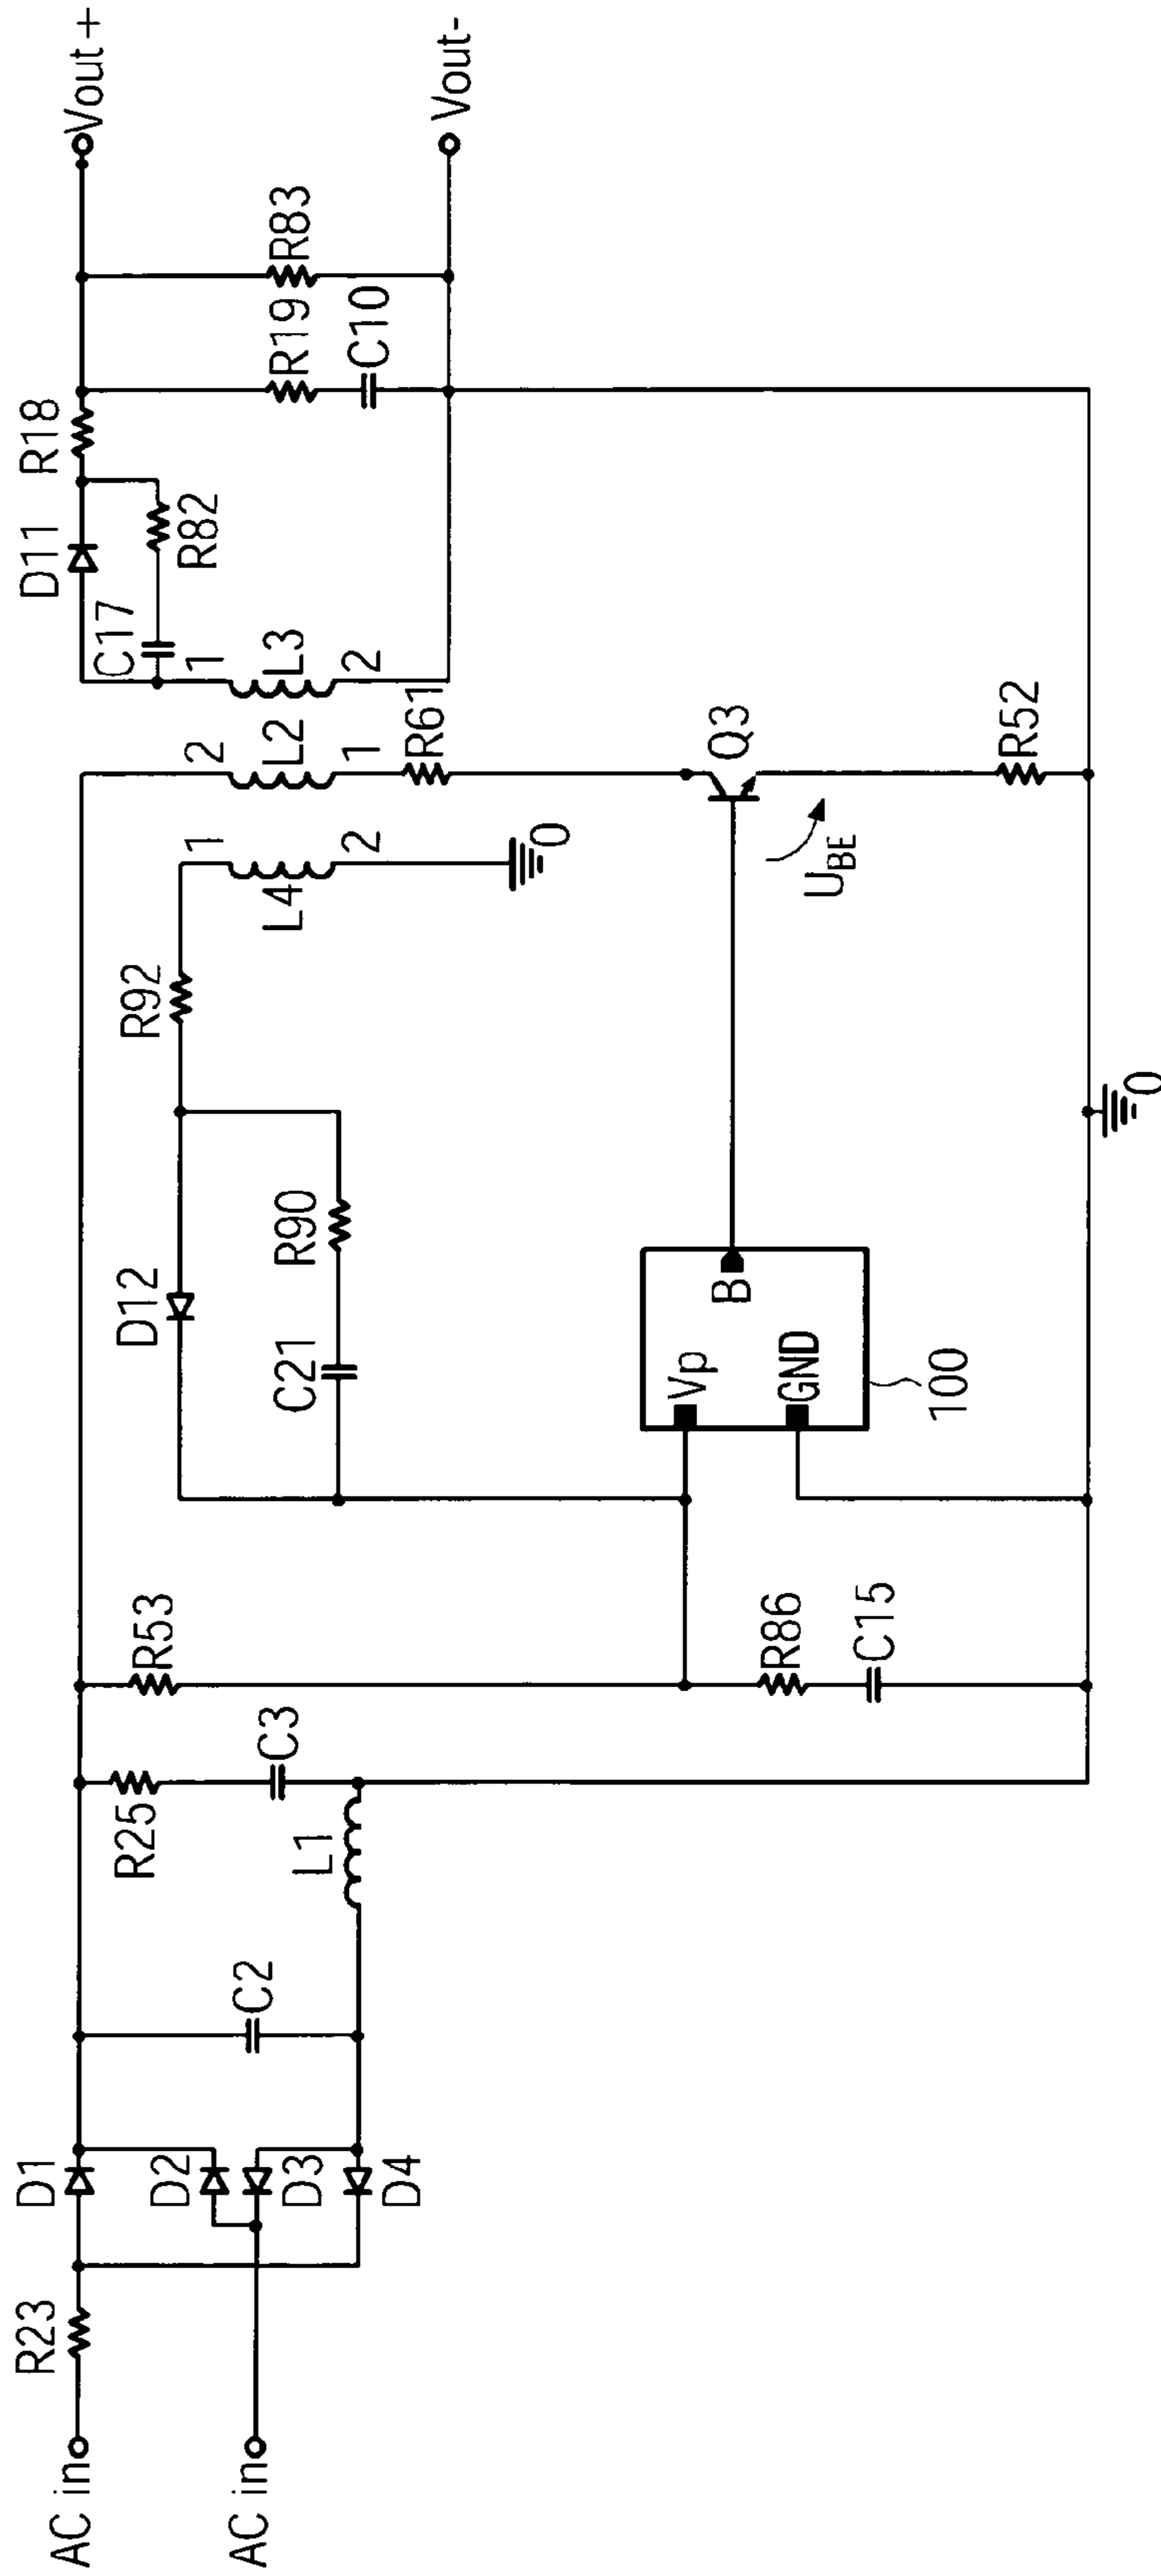 AC in
AC in
R23
D1
D2
D3
D4
C2
L1
R25
C3
R53
R86
C15
D12
C21
R90
R92
Vp
GND
B
100
L4
1
2
0
L2
2
1
R61
Q3
U_BE
R52
0
L3
1
2
C17
D11
R82
R18
R19
C10
R83
Vout+
Vout-